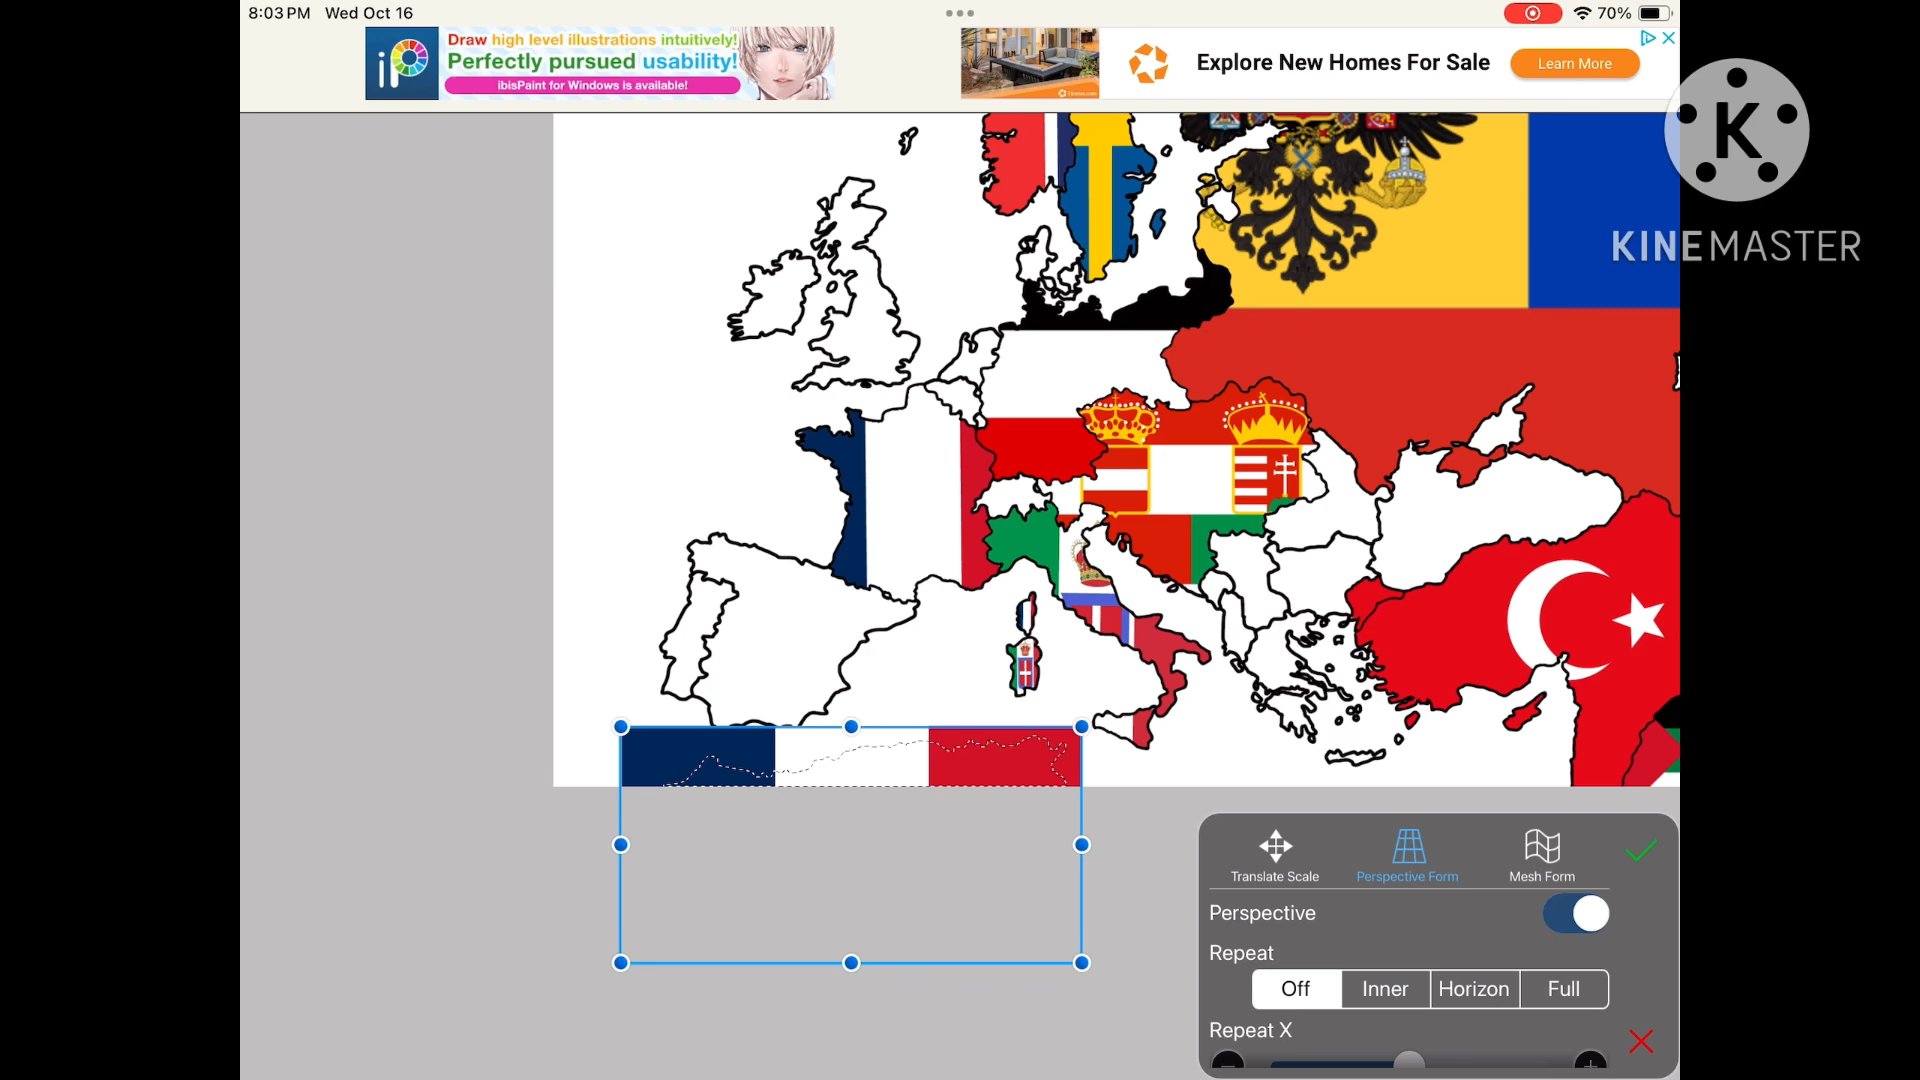 8:03 PM Wed Oct 16
70%
Draw high level illustrations intuitively!
Perfectly pursued usability!
ibisPaint for Windows is available!
Explore New Homes For Sale
Learn More
K
KINEMASTER
Translate Scale
Perspective Form
Mesh Form
Perspective
Repeat
Off
Inner
Horizon
Full
Repeat X